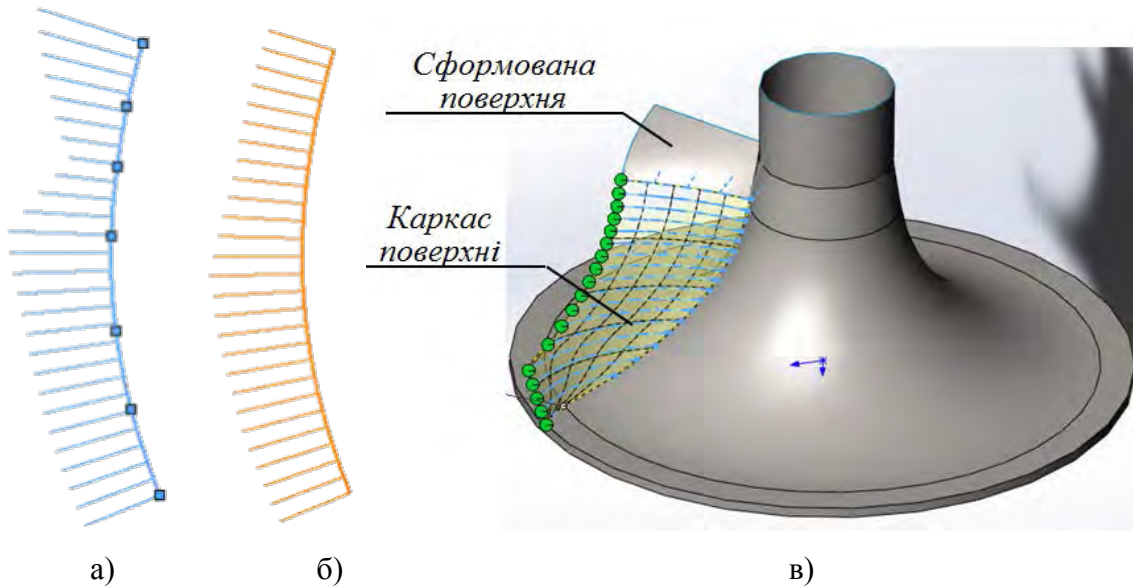 Сформована
поверхня
Каркас
поверхні
а)
б)
в)